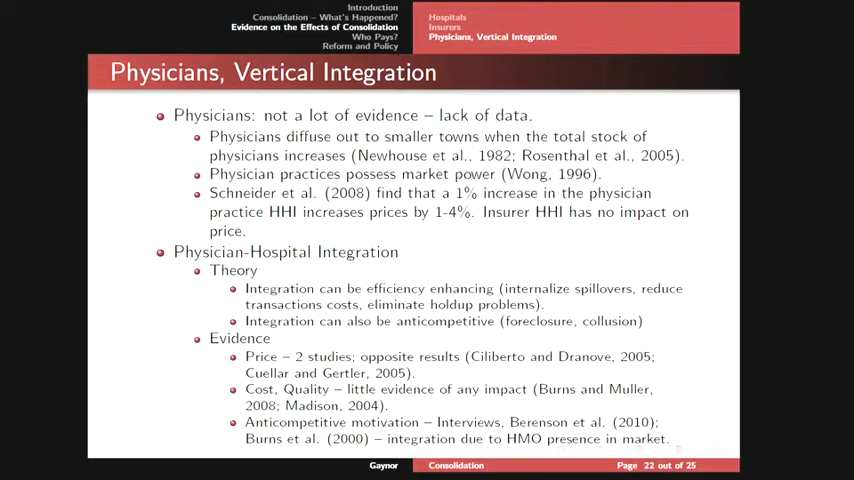 Introduction
Consolidation – What's Happened?
Evidence on the Effects of Consolidation
Who Pays?
Reform and Policy
Hospitals
Insurers
Physicians, Vertical Integration
Physicians, Vertical Integration
Physicians: not a lot of evidence – lack of data.
Physicians diffuse out to smaller towns when the total stock of
physicians increases (Newhouse et al., 1982; Rosenthal et al., 2005).
Physician practices possess market power (Wong, 1996).
Schneider et al. (2008) find that a 1% increase in the physician
practice HHI increases prices by 1-4%. Insurer HHI has no impact on
price.
Physician-Hospital Integration
Theory
Integration can be efficiency enhancing (internalize spillovers, reduce
transactions costs, eliminate holdup problems).
Integration can also be anticompetitive (foreclosure, collusion)
Evidence
Price – 2 studies; opposite results (Ciliberto and Dranove, 2005;
Cuellar and Gertler, 2005).
Cost, Quality – little evidence of any impact (Burns and Muller,
2008; Madison, 2004).
Anticompetitive motivation – Interviews, Berenson et al. (2010);
Burns et al. (2000) – integration due to HMO presence in market.
Gaynor
Consolidation
Page 22 out of 25